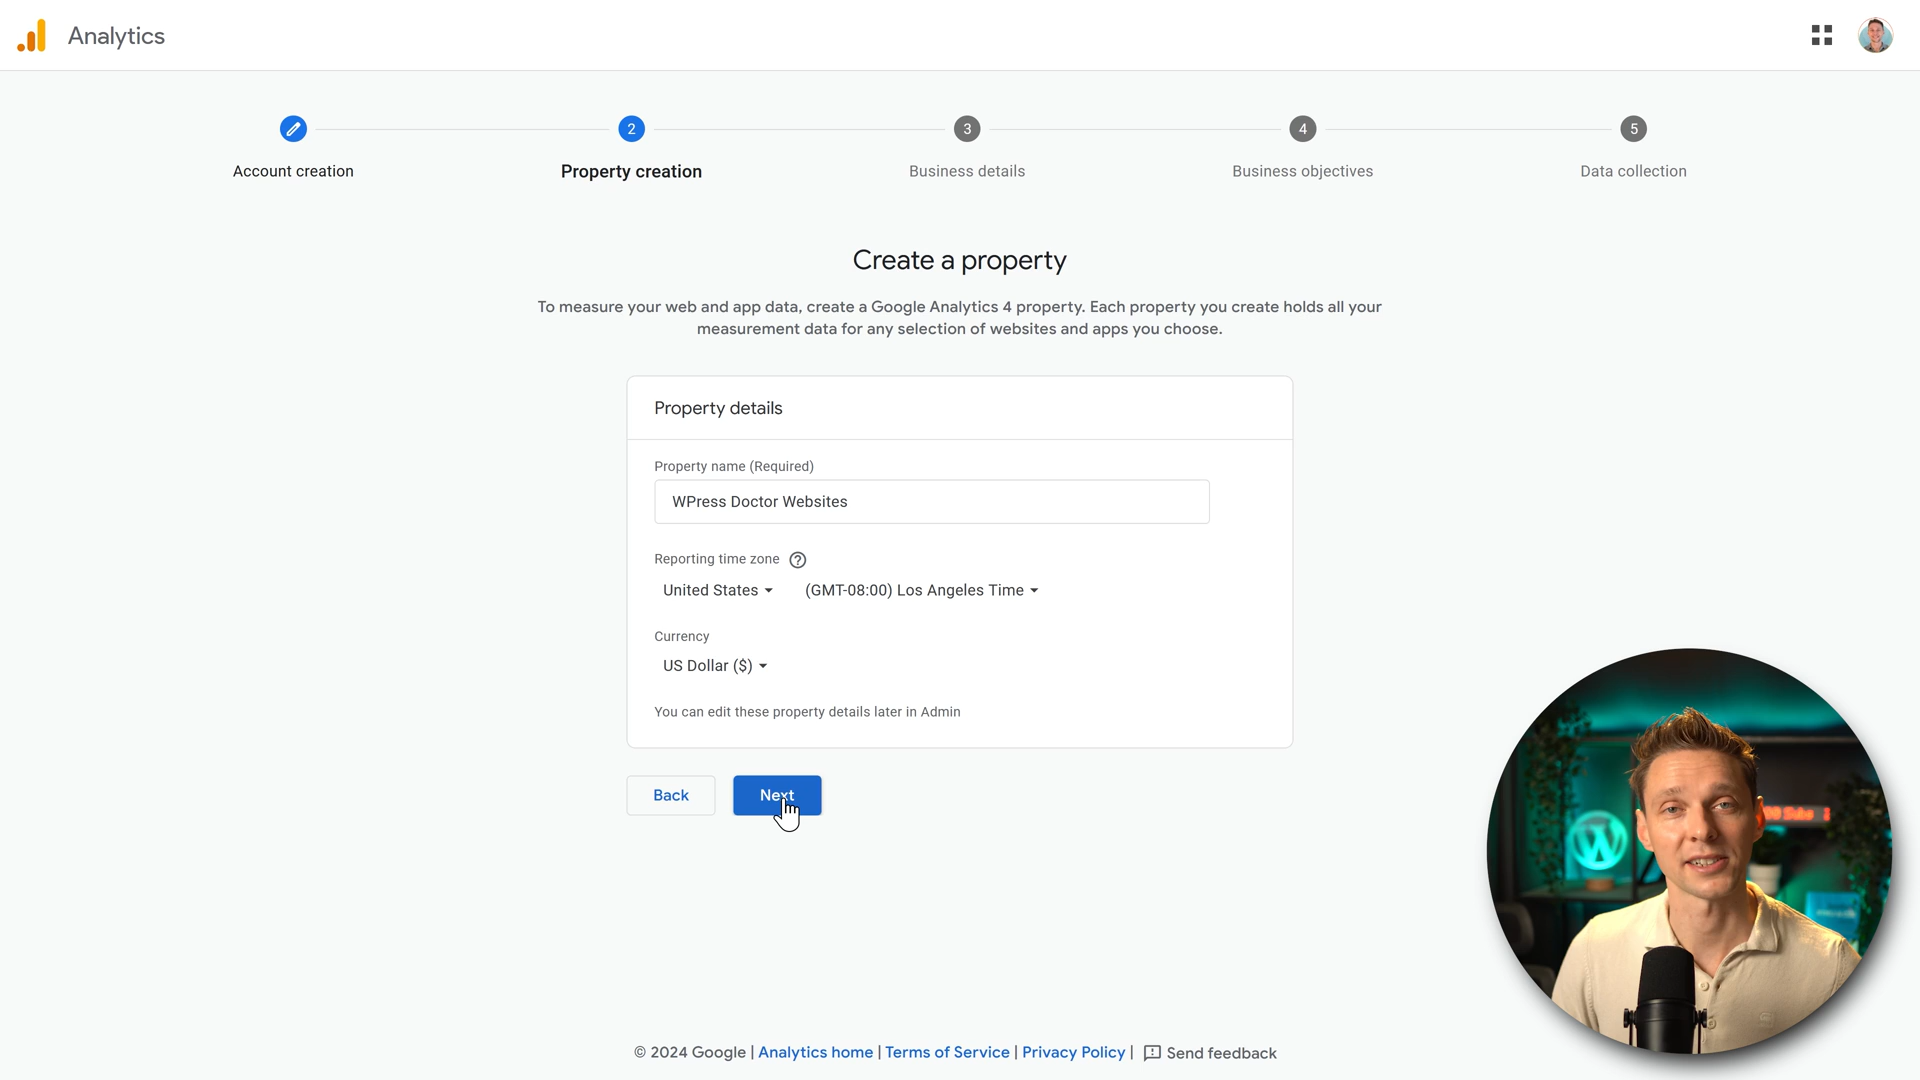 Analytics
2
3
4
5
Account creation
Property creation
Business details
Business objectives
Data collection
Create a property
To measure your web and app data, create a Google Analytics 4 property. Each property you create holds all your
measurement data for any selection of websites and apps you choose.
Property details
Property name (Required)
WPress Doctor Websites
Reporting time zone ?
United States (GMT-08:00) Los Angeles Time
Currency
US Dollar ($)
You can edit these property details later in Admin
Back
Next
© 2024 Google | Analytics home | Terms of Service | Privacy Policy | Send feedback